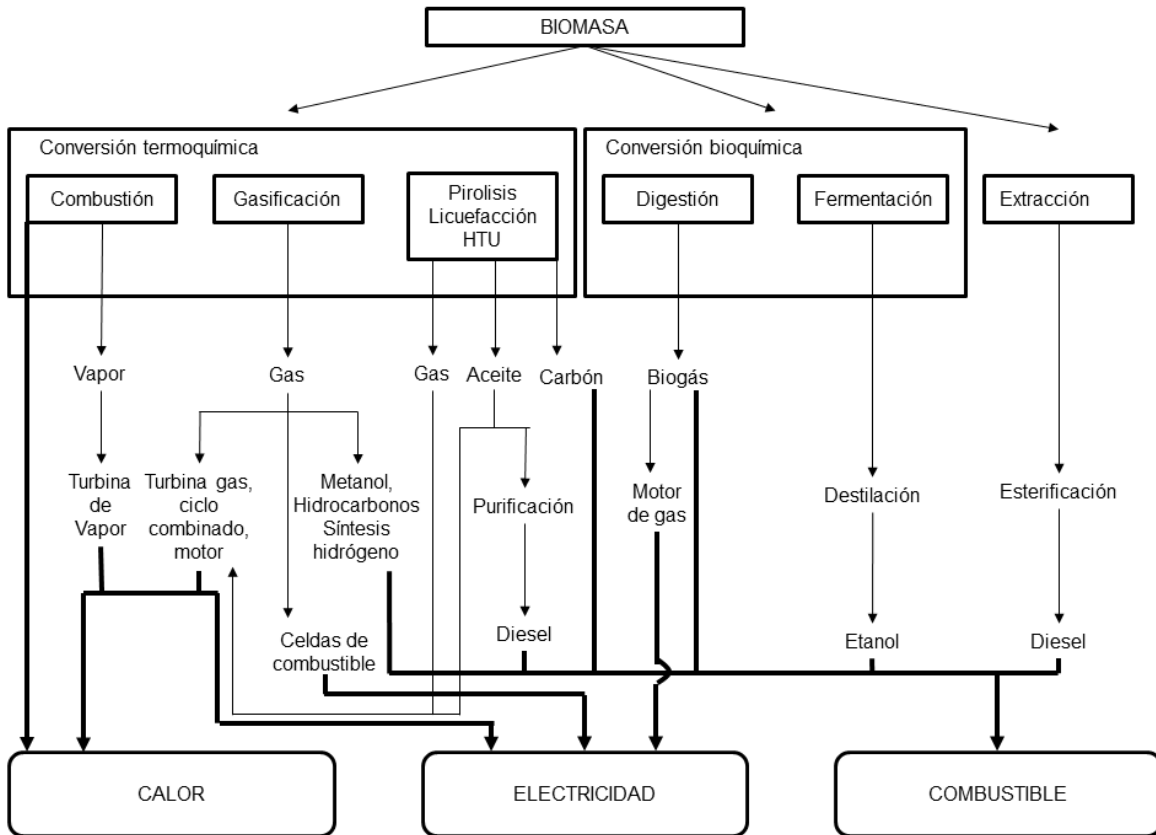 BIOMASA
Conversión termoquímica
Conversión bioquímica
Combustión
Gasificación
Pirolisis
Licuefacción
HTU
Digestión
Fermentación
Extracción
Vapor
Gas
Gas
Aceite
Carbón
Biogás
Turbina
de
Vapor
Turbina gas,
ciclo
combinado,
motor
Metanol,
Hidrocarbonos
Síntesis
hidrógeno
Purificación
Motor
de gas
Destilación
Esterificación
Celdas de
combustible
Diesel
Etanol
Diesel
CALOR
ELECTRICIDAD
COMBUSTIBLE